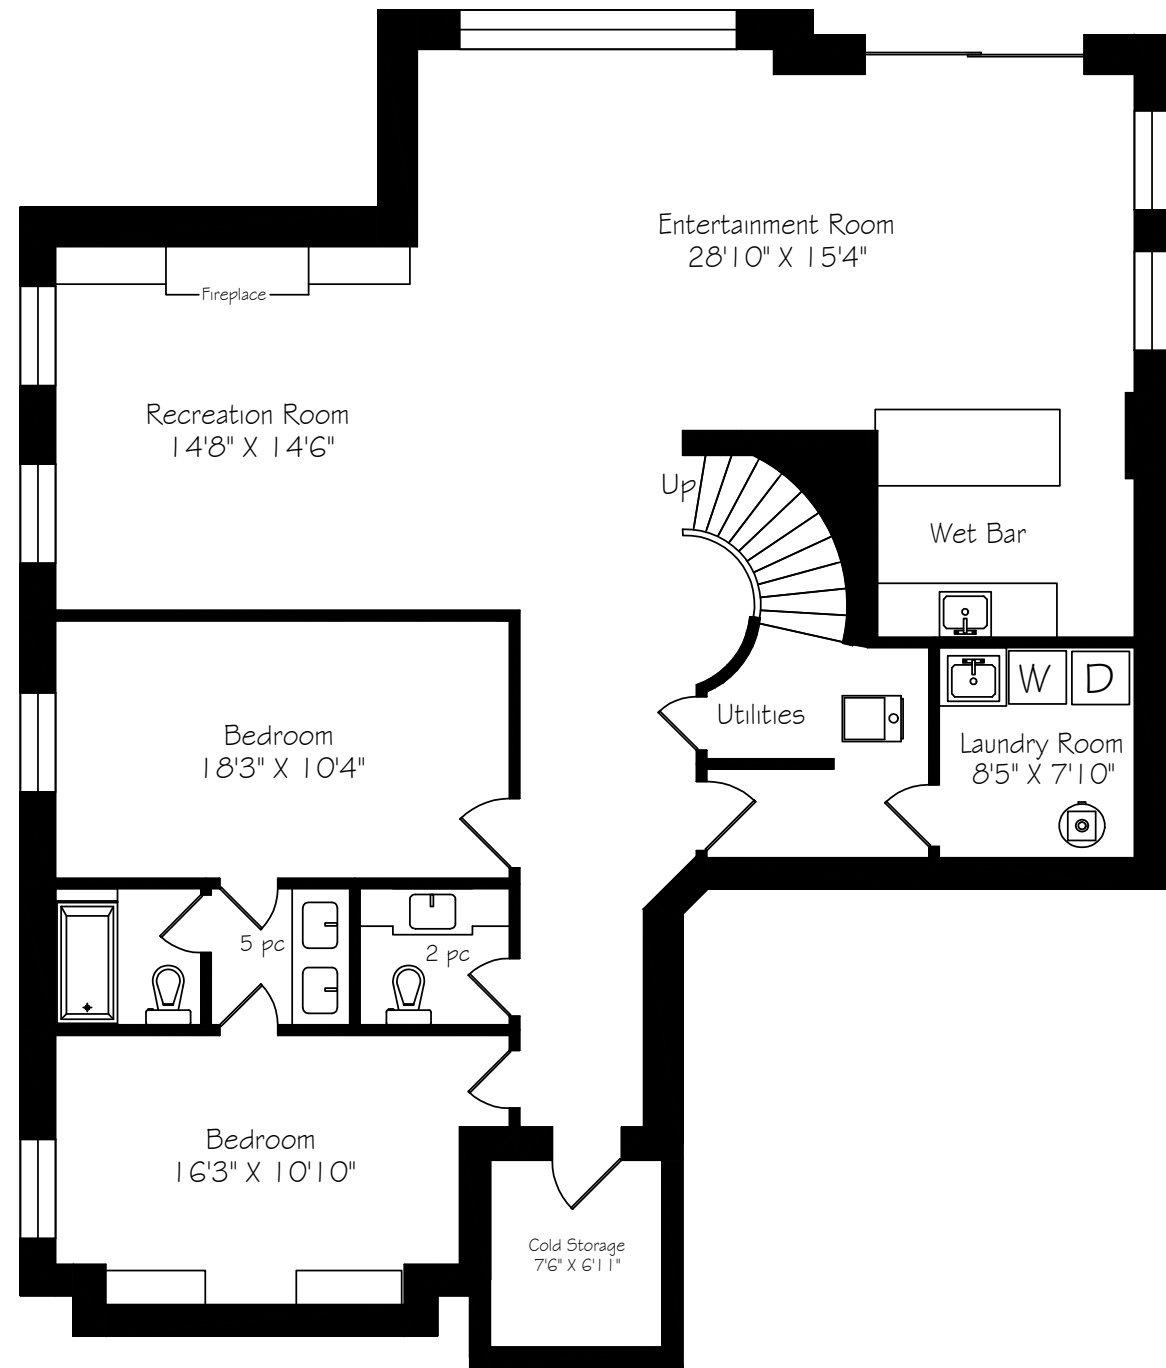 Entertainment Room
28'10" X 15'4"
Fireplace
Recreation Room
14'8" X 14'6"
Up
Wet Bar
Bedroom
18'3" X 10'4"
Utilities
W D
Laundry Room
8'5" X 7'10"
5 pc
2 pc
Bedroom
16'3" X 10'10"
Cold Storage
7'6" X 6'11"